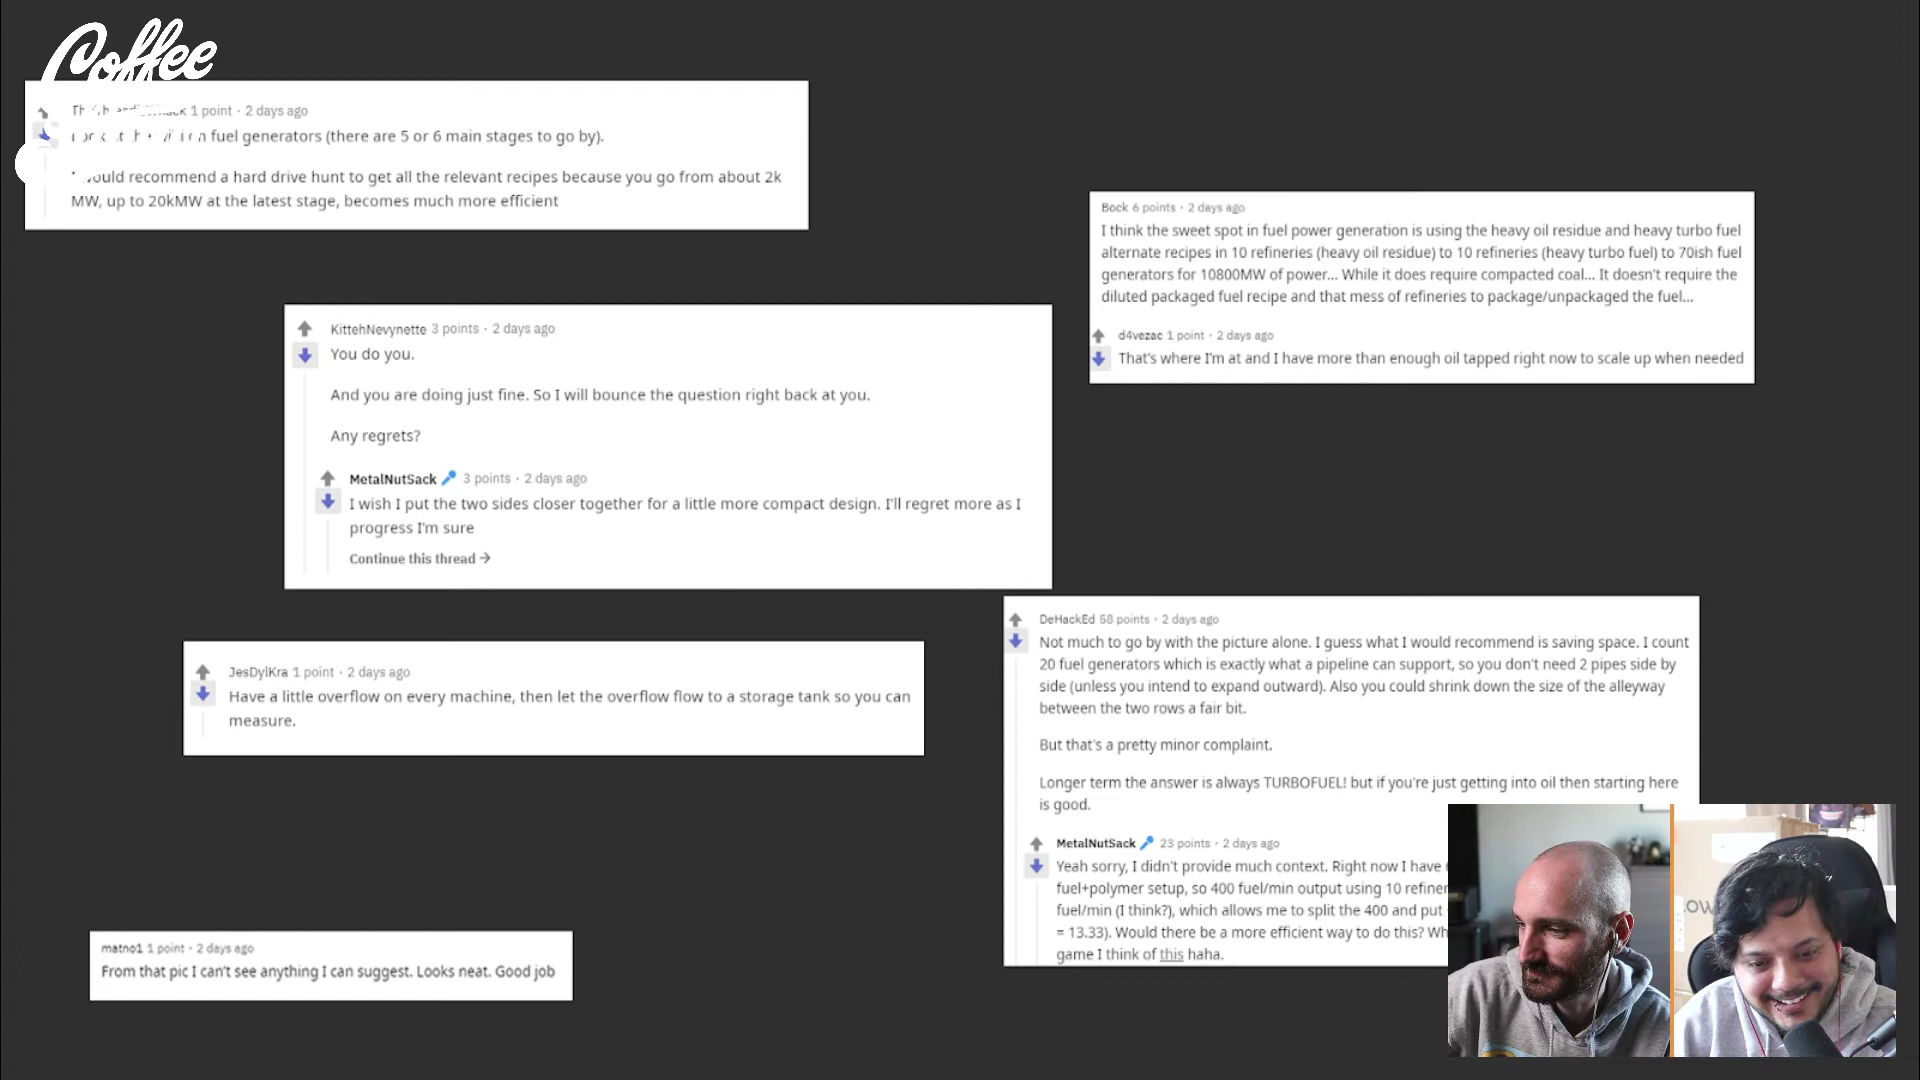 Coffee
1 point · 2 days ago
fuel generators (there are 5 or 6 main stages to go by).
would recommend a hard drive hunt to get all the relevant recipes because you go from about 2k
MW, up to 20kMW at the latest stage, becomes much more efficient
Bock 6 points · 2 days ago
I think the sweet spot in fuel power generation is using the heavy oil residue and heavy turbo fuel
alternate recipes in 10 refineries (heavy oil residue) to 10 refineries (heavy turbo fuel) to 70ish fuel
generators for 10800MW of power... While it does require compacted coal... It doesn't require the
diluted packaged fuel recipe and that mess of refineries to package/unpackaged the fuel...
d4vezac 1 point · 2 days ago
That's where I'm at and I have more than enough oil tapped right now to scale up when needed
KittehNevynette 3 points · 2 days ago
You do you.
And you are doing just fine. So I will bounce the question right back at you.
Any regrets?
MetalNutSack 3 points · 2 days ago
I wish I put the two sides closer together for a little more compact design. I'll regret more as I
progress I'm sure
Continue this thread →
JesDylKra 1 point · 2 days ago
Have a little overflow on every machine, then let the overflow flow to a storage tank so you can
measure.
DeHackEd 58 points · 2 days ago
Not much to go by with the picture alone. I guess what I would recommend is saving space. I count
20 fuel generators which is exactly what a pipeline can support, so you don't need 2 pipes side by
side (unless you intend to expand outward). Also you could shrink down the size of the alleyway
between the two rows a fair bit.
But that's a pretty minor complaint.
Longer term the answer is always TURBOFUEL! but if you're just getting into oil then starting here
is good.
MetalNutSack 23 points · 2 days ago
Yeah sorry, I didn't provide much context. Right now I have
fuel+polymer setup, so 400 fuel/min output using 10 refiner
fuel/min (I think?), which allows me to split the 400 and put
= 13.33). Would there be a more efficient way to do this? Wh
game I think of this haha.
matno1 1 point · 2 days ago
From that pic I can't see anything I can suggest. Looks neat. Good job